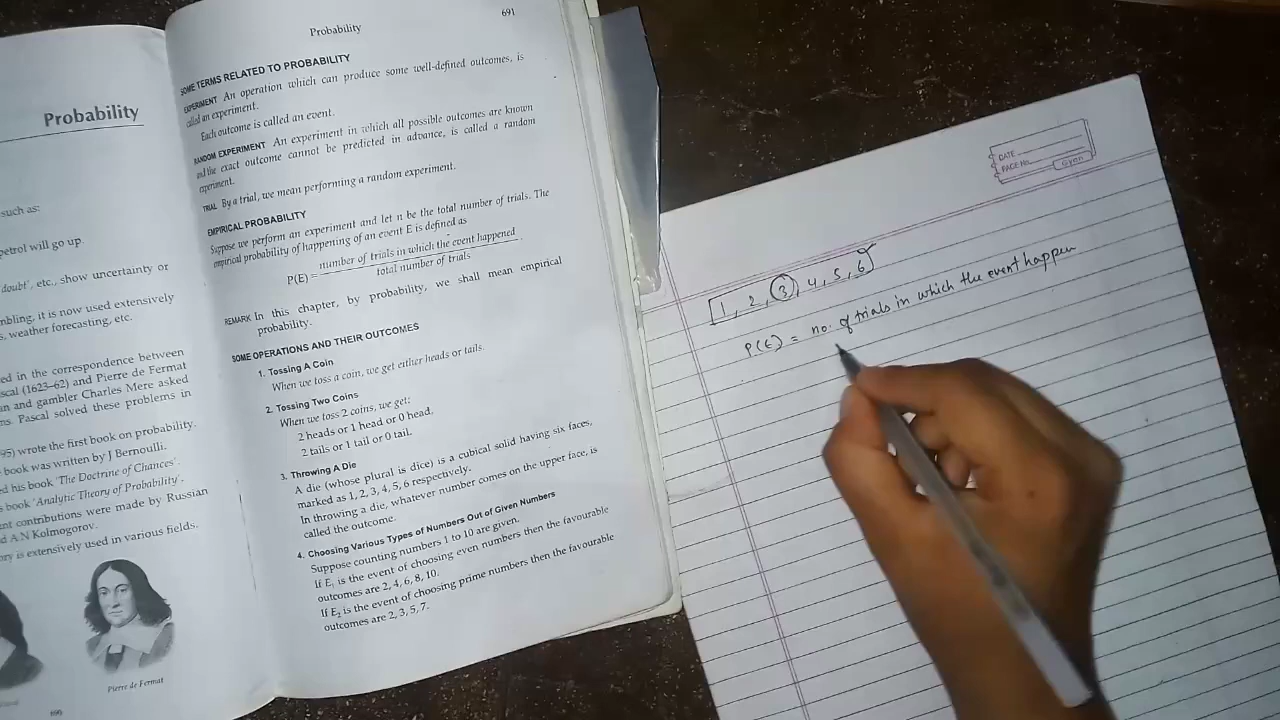 Probability
such as:
petrol will go up.
doubt', etc., show uncertainty or
mbling, it is now used extensively
s, weather forecasting, etc.
ed in the correspondence between
scal (1623–62) and Pierre de Fermat
an and gambler Charles Mere asked
ms. Pascal solved these problems in
95) wrote the first book on probability.
book was written by J Bernoulli.
d his book 'The Doctrine of Chances'.
s book 'Analytic Theory of Probability'.
nt contributions were made by Russian
d A.N Kolmogorov.
ory is extensively used in various fields.
Pierre de Fermat
690
Probability
691
SOME TERMS RELATED TO PROBABILITY
EXPERIMENT An operation which can produce some well-defined outcomes, is
called an experiment.
Each outcome is called an event.
RANDOM EXPERIMENT An experiment in which all possible outcomes are known
and the exact outcome cannot be predicted in advance, is called a random
experiment.
TRIAL By a trial, we mean performing a random experiment.
EMPIRICAL PROBABILITY
Suppose we perform an experiment and let n be the total number of trials. The
empirical probability of happening of an event E is defined as
P(E) = number of trials in which the event happened
total number of trials
REMARK In this chapter, by probability, we shall mean empirical
probability.
SOME OPERATIONS AND THEIR OUTCOMES
1. Tossing A Coin
When we toss a coin, we get either heads or tails.
2. Tossing Two Coins
When we toss 2 coins, we get:
2 heads or 1 head or 0 head.
2 tails or 1 tail or 0 tail.
3. Throwing A Die
A die (whose plural is dice) is a cubical solid having six faces,
marked as 1, 2, 3, 4, 5, 6 respectively.
In throwing a die, whatever number comes on the upper face, is
called the outcome.
4. Choosing Various Types of Numbers Out of Given Numbers
Suppose counting numbers 1 to 10 are given.
If E₁ is the event of choosing even numbers then the favourable
outcomes are 2, 4, 6, 8, 10.
If E₂ is the event of choosing prime numbers then the favourable
outcomes are 2, 3, 5, 7.
DATE
PAGE No.
1, 2, 3, 4, 5, 6
P(E) = no. of trials in which the event happen